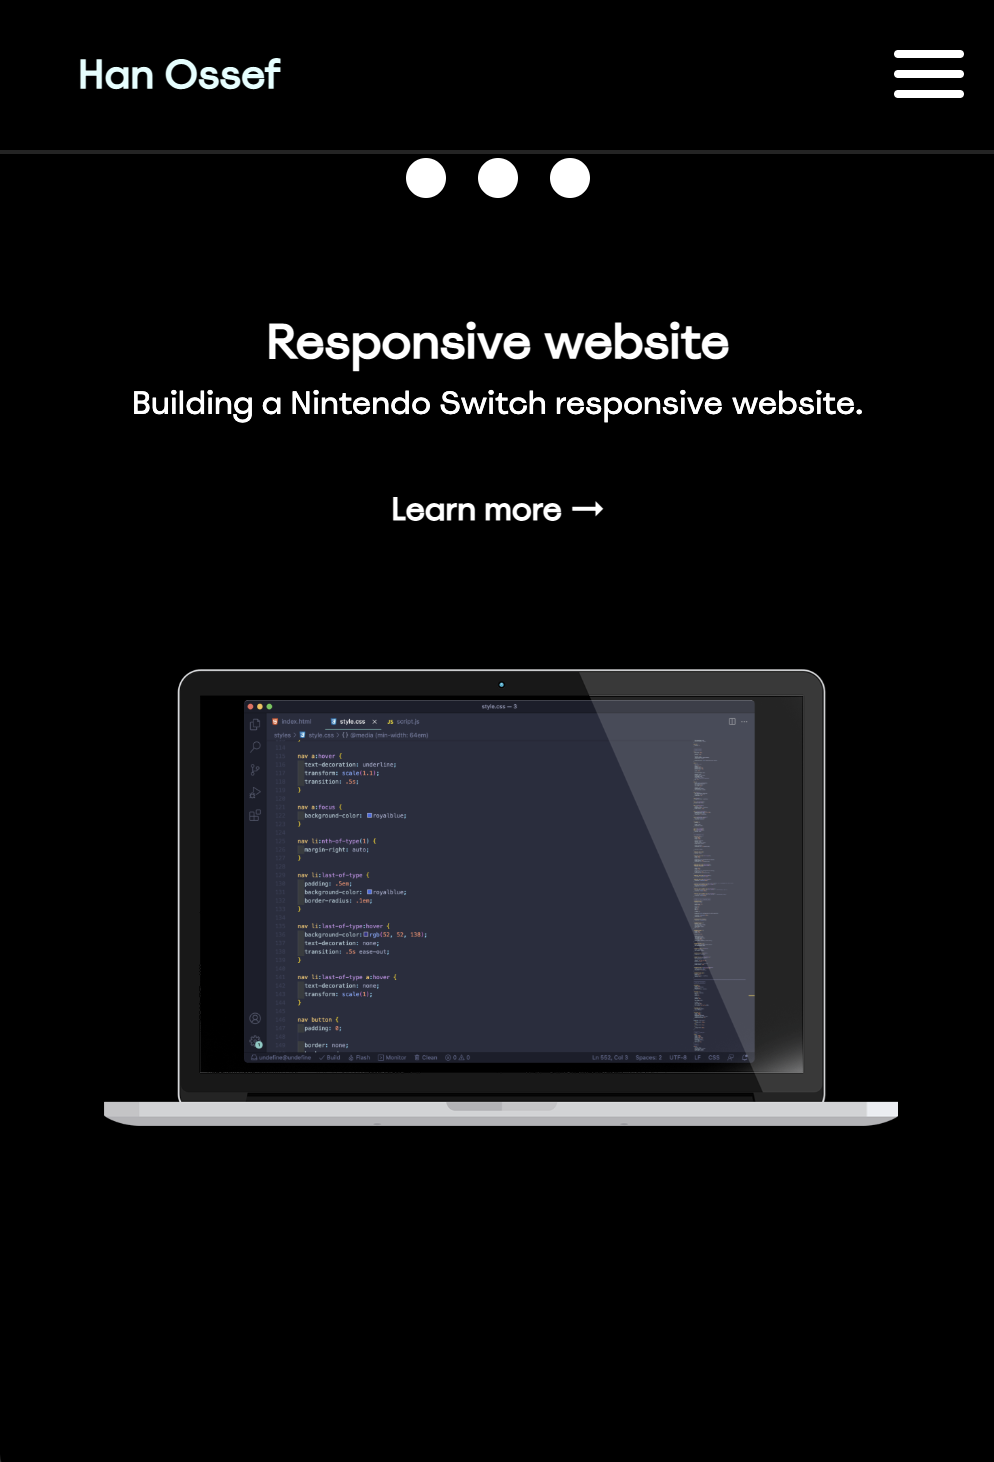 Han Ossef
Responsive website
Building a Nintendo Switch responsive website.
Learn more →
style.css — 3
index.html
style.css ×
JS script.js
styles > style.css > {} @media (min-width: 64em)
nav a:hover {
text-decoration: underline;
transform: scale(1.1);
transition: .5s;
}
nav a:focus {
background-color: royalblue;
}
nav li:nth-of-type(1) {
margin-right: auto;
}
nav li:last-of-type {
padding: .5em;
background-color: royalblue;
border-radius: .1em;
}
nav li:last-of-type:hover {
background-color: rgb(52, 52, 138);
text-decoration: none;
transition: .5s ease-out;
}
nav li:last-of-type a:hover {
text-decoration: none;
transform: scale(1);
}
nav button {
padding: 0;
border: none;
undefine@undefine Build Flash Monitor Clean 0 0 Ln 552, Col 3 Spaces: 2 UTF-8 LF CSS